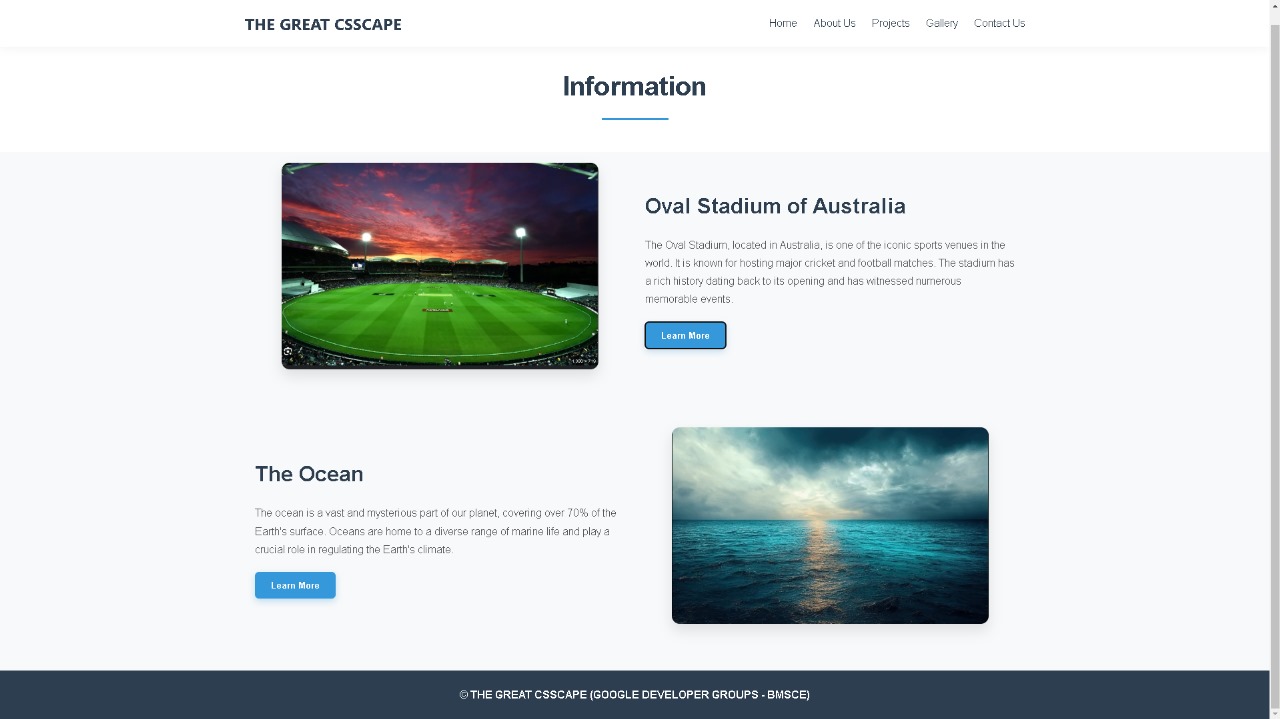 THE GREAT CSSCAPE
Home About Us Projects Gallery Contact Us
Information
Oval Stadium of Australia
The Oval Stadium, located in Australia, is one of the iconic sports venues in the
world. It is known for hosting major cricket and football matches. The stadium has
a rich history dating back to its opening and has witnessed numerous
memorable events.
Learn More
The Ocean
The ocean is a vast and mysterious part of our planet, covering over 70% of the
Earth's surface. Oceans are home to a diverse range of marine life and play a
crucial role in regulating the Earth's climate.
Learn More
© THE GREAT CSSCAPE (GOOGLE DEVELOPER GROUPS - BMSCE)